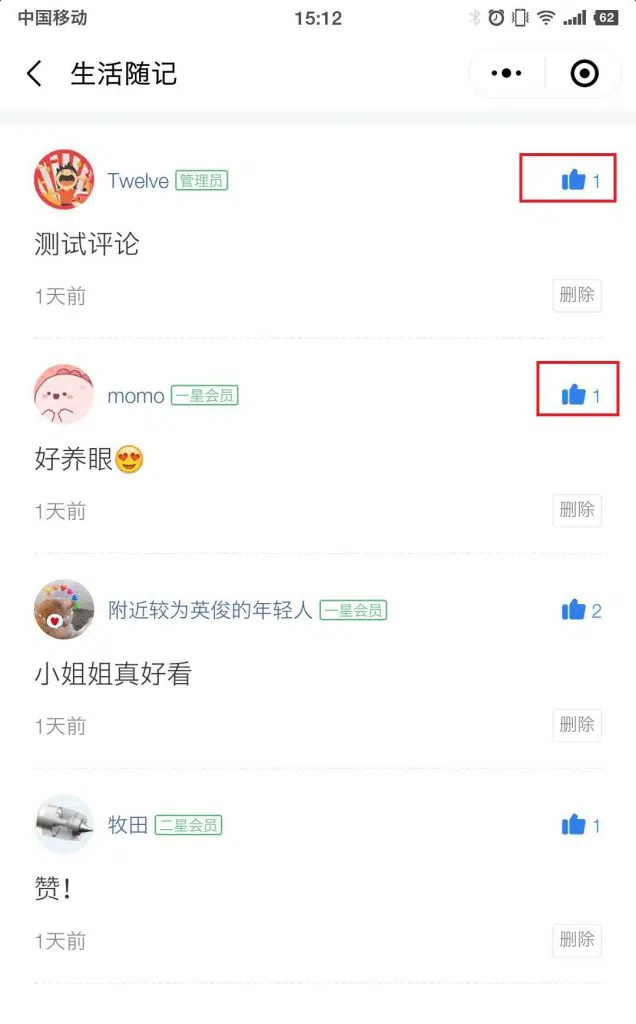 中国移动 15:12 62
生活随记
Twelve 管理员 1
测试评论
1天前 删除
momo 一星会员 1
好养眼😍
1天前 删除
附近较为英俊的年轻人 一星会员 2
小姐姐真好看
1天前 删除
牧田 二星会员 1
赞！
1天前 删除